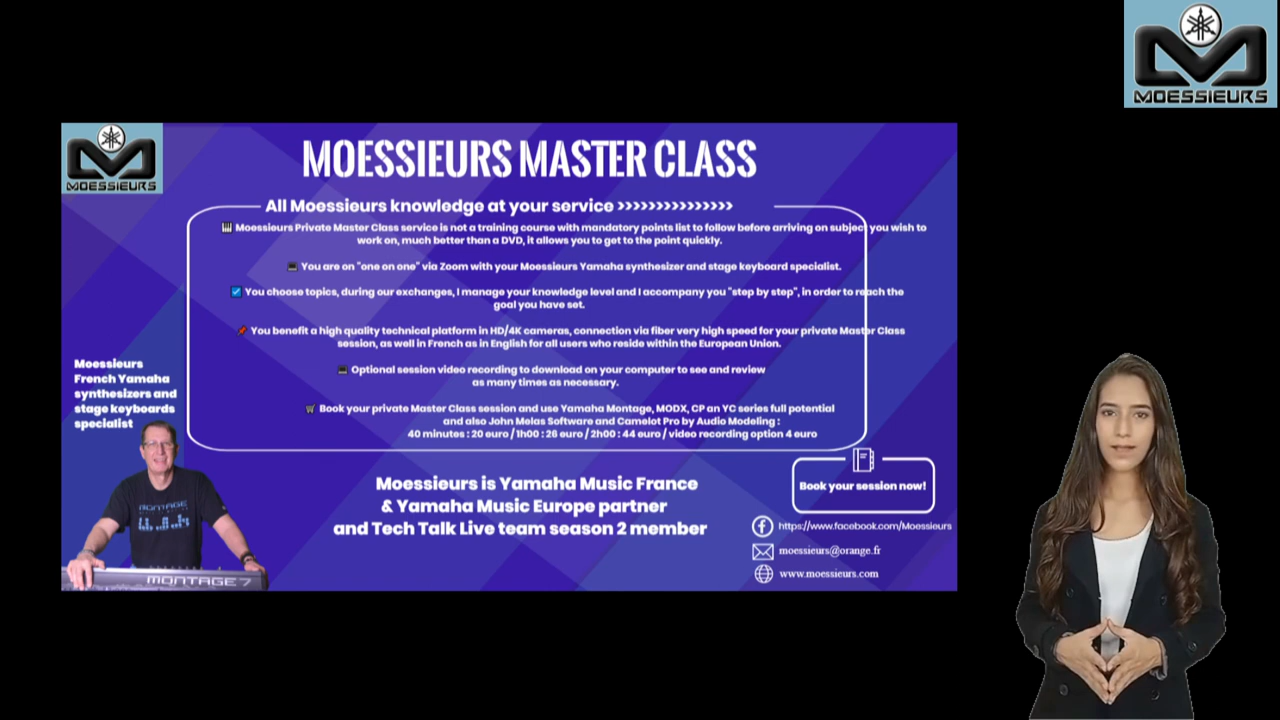 MOESSIEURS
MOESSIEURS
MOESSIEURS MASTER CLASS
All Moessieurs knowledge at your service >>>>>>>>>>>>>>>
Moessieurs Private Master Class service is not a training course with mandatory points list to follow before arriving on subject you wish to
work on, much better than a DVD, it allows you to get to the point quickly.
You are on "one on one" via Zoom with your Moessieurs Yamaha synthesizer and stage keyboard specialist.
You choose topics, during our exchanges, I manage your knowledge level and I accompany you "step by step", in order to reach the
goal you have set.
You benefit a high quality technical platform in HD/4K cameras, connection via fiber very high speed for your private Master Class
session, as well in French as in English for all users who reside within the European Union.
Optional session video recording to download on your computer to see and review
as many times as necessary.
Book your private Master Class session and use Yamaha Montage, MODX, CP an YC series full potential
and also John Melas Software and Camelot Pro by Audio Modeling :
40 minutes : 20 euro / 1h00 : 26 euro / 2h00 : 44 euro / video recording option 4 euro
Moessieurs
French Yamaha
synthesizers and
stage keyboards
specialist
MONTAGE
MONTAGE 7
Moessieurs is Yamaha Music France
& Yamaha Music Europe partner
and Tech Talk Live team season 2 member
Book your session now!
https://www.facebook.com/Moessieurs
moessieurs@orange.fr
www.moessieurs.com